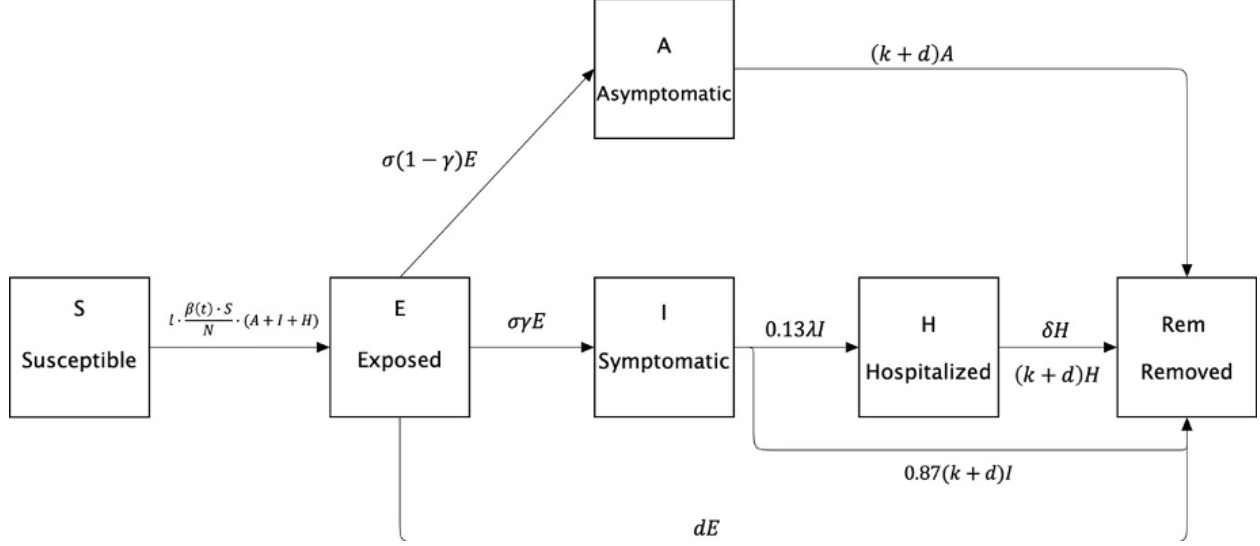 A
Asymptomatic
(k + d)A
σ(1 − γ)E
S
Susceptible
l · β(t) · S / N · (A + I + H)
E
Exposed
σγE
I
Symptomatic
0.13λI
H
Hospitalized
δH
(k + d)H
Rem
Removed
0.87(k + d)I
dE